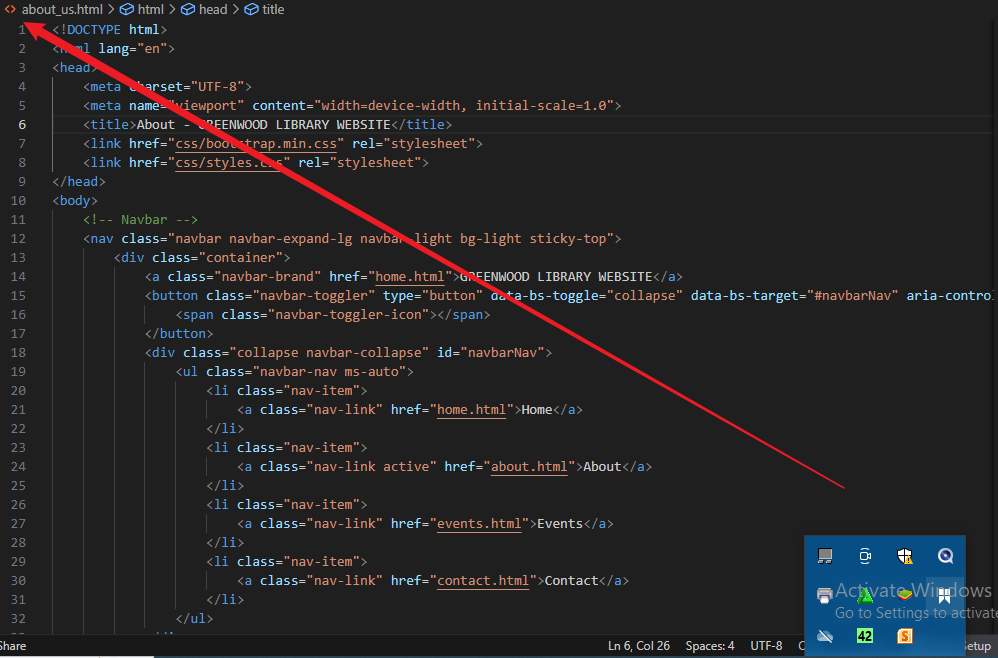 about_us.html > html > head > title
1 <!DOCTYPE html>
2 <html lang="en">
3 <head>
4 <meta charset="UTF-8">
5 <meta name="viewport" content="width=device-width, initial-scale=1.0">
6 <title>About - GREENWOOD LIBRARY WEBSITE</title>
7 <link href="css/bootstrap.min.css" rel="stylesheet">
8 <link href="css/styles.css" rel="stylesheet">
9 </head>
10 <body>
11 <!-- Navbar -->
12 <nav class="navbar navbar-expand-lg navbar-light bg-light sticky-top">
13 <div class="container">
14 <a class="navbar-brand" href="home.html">GREENWOOD LIBRARY WEBSITE</a>
15 <button class="navbar-toggler" type="button" data-bs-toggle="collapse" data-bs-target="#navbarNav" aria-contro
16 <span class="navbar-toggler-icon"></span>
17 </button>
18 <div class="collapse navbar-collapse" id="navbarNav">
19 <ul class="navbar-nav ms-auto">
20 <li class="nav-item">
21 <a class="nav-link" href="home.html">Home</a>
22 </li>
23 <li class="nav-item">
24 <a class="nav-link active" href="about.html">About</a>
25 </li>
26 <li class="nav-item">
27 <a class="nav-link" href="events.html">Events</a>
28 </li>
29 <li class="nav-item">
30 <a class="nav-link" href="contact.html">Contact</a>
31 </li>
32 </ul>
Activate Windows
Go to Settings to activate
42 S
Share Ln 6, Col 26 Spaces: 4 UTF-8 C etup